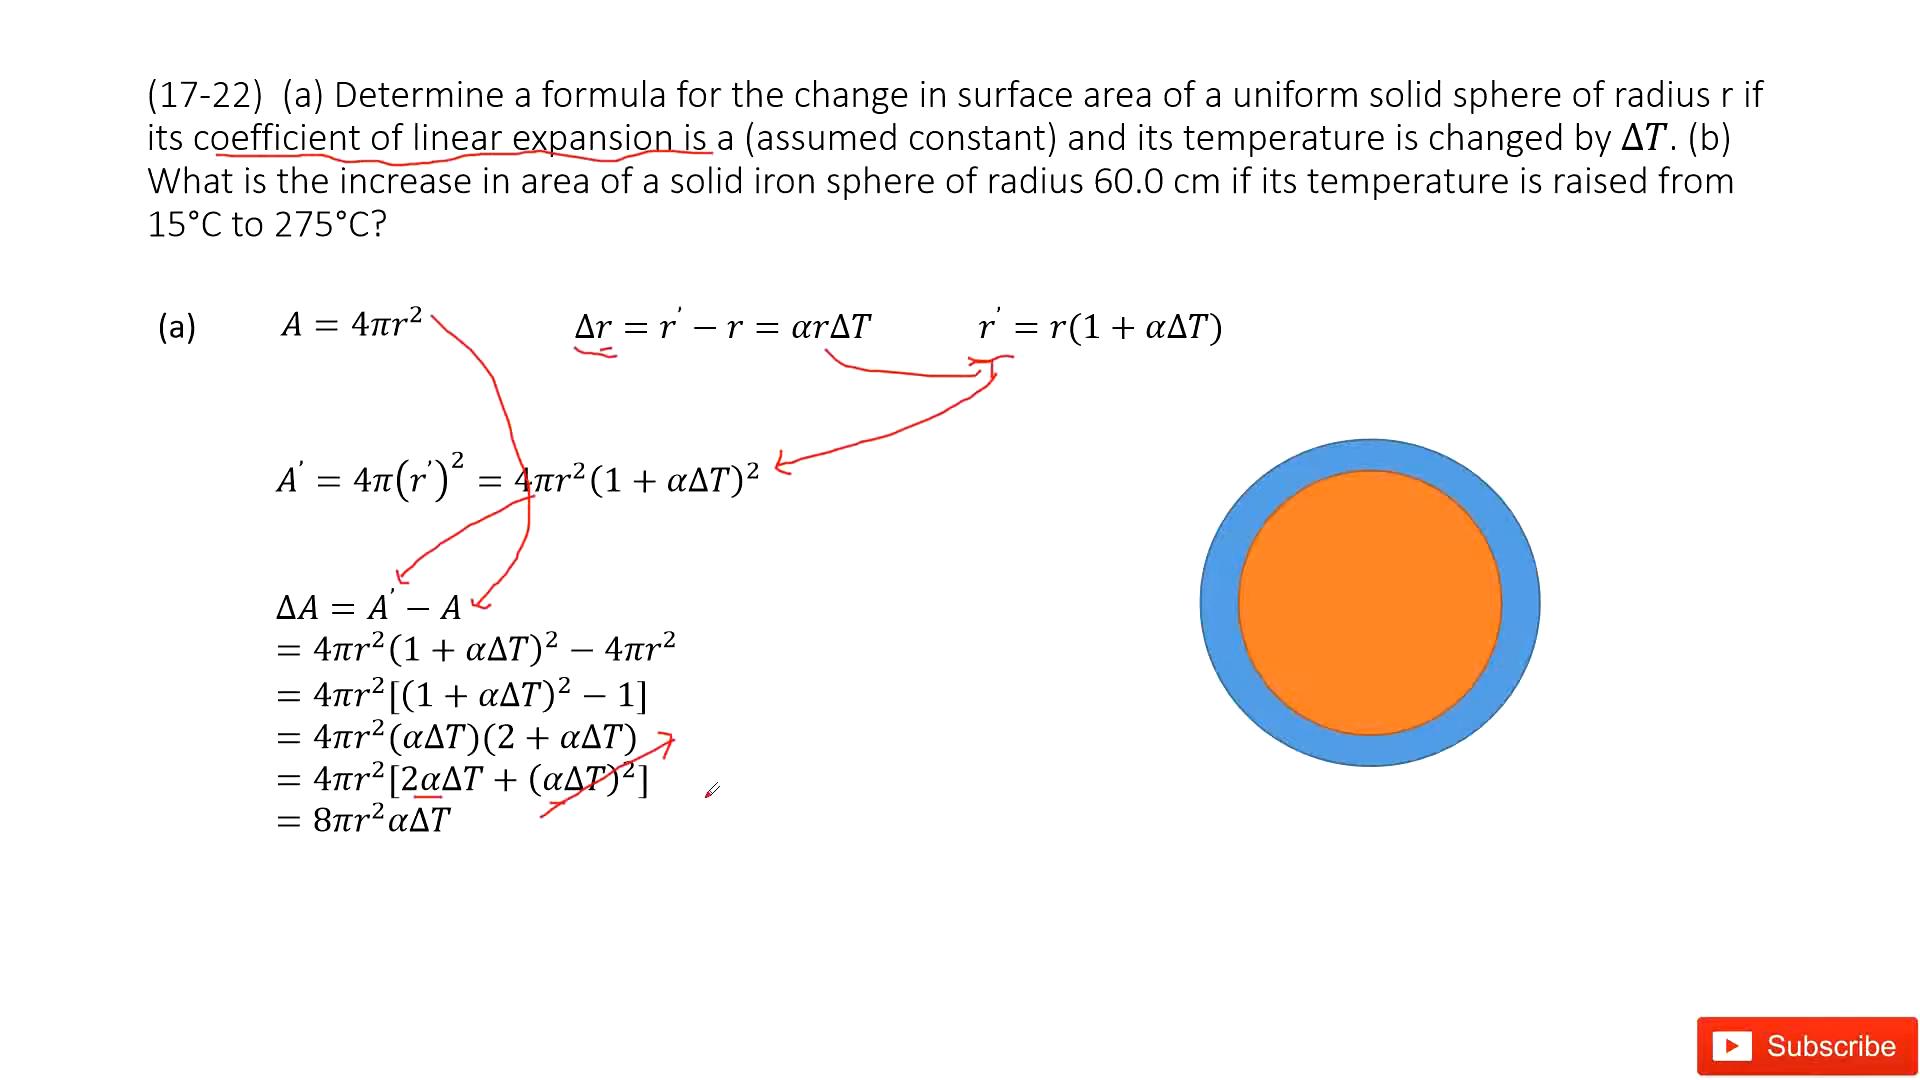 (17-22)  (a) Determine a formula for the change in surface area of a uniform solid sphere of radius r if
its coefficient of linear expansion is a (assumed constant) and its temperature is changed by ΔT. (b)
What is the increase in area of a solid iron sphere of radius 60.0 cm if its temperature is raised from
15°C to 275°C?
(a) A = 4πr² Δr = r' − r = αrΔT r' = r(1 + αΔT)
A' = 4π(r')² = 4πr²(1 + αΔT)²
ΔA = A' − A
= 4πr²(1 + αΔT)² − 4πr²
= 4πr²[(1 + αΔT)² − 1]
= 4πr²(αΔT)(2 + αΔT)
= 4πr²[2αΔT + (αΔT)²]
= 8πr²αΔT
Subscribe